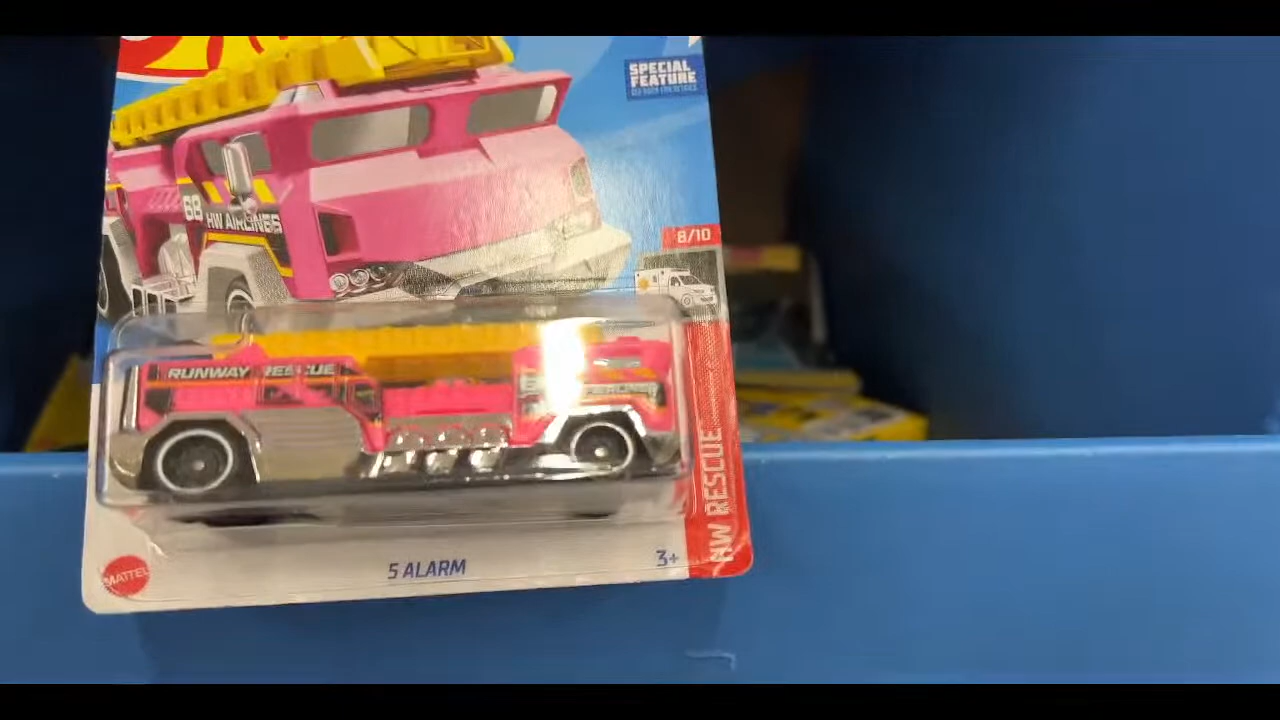 SPECIAL
FEATURE
68
HW AIRLINES
8/10
RUNWAY RESCUE
HW RESCUE
MATTEL
5 ALARM
3+